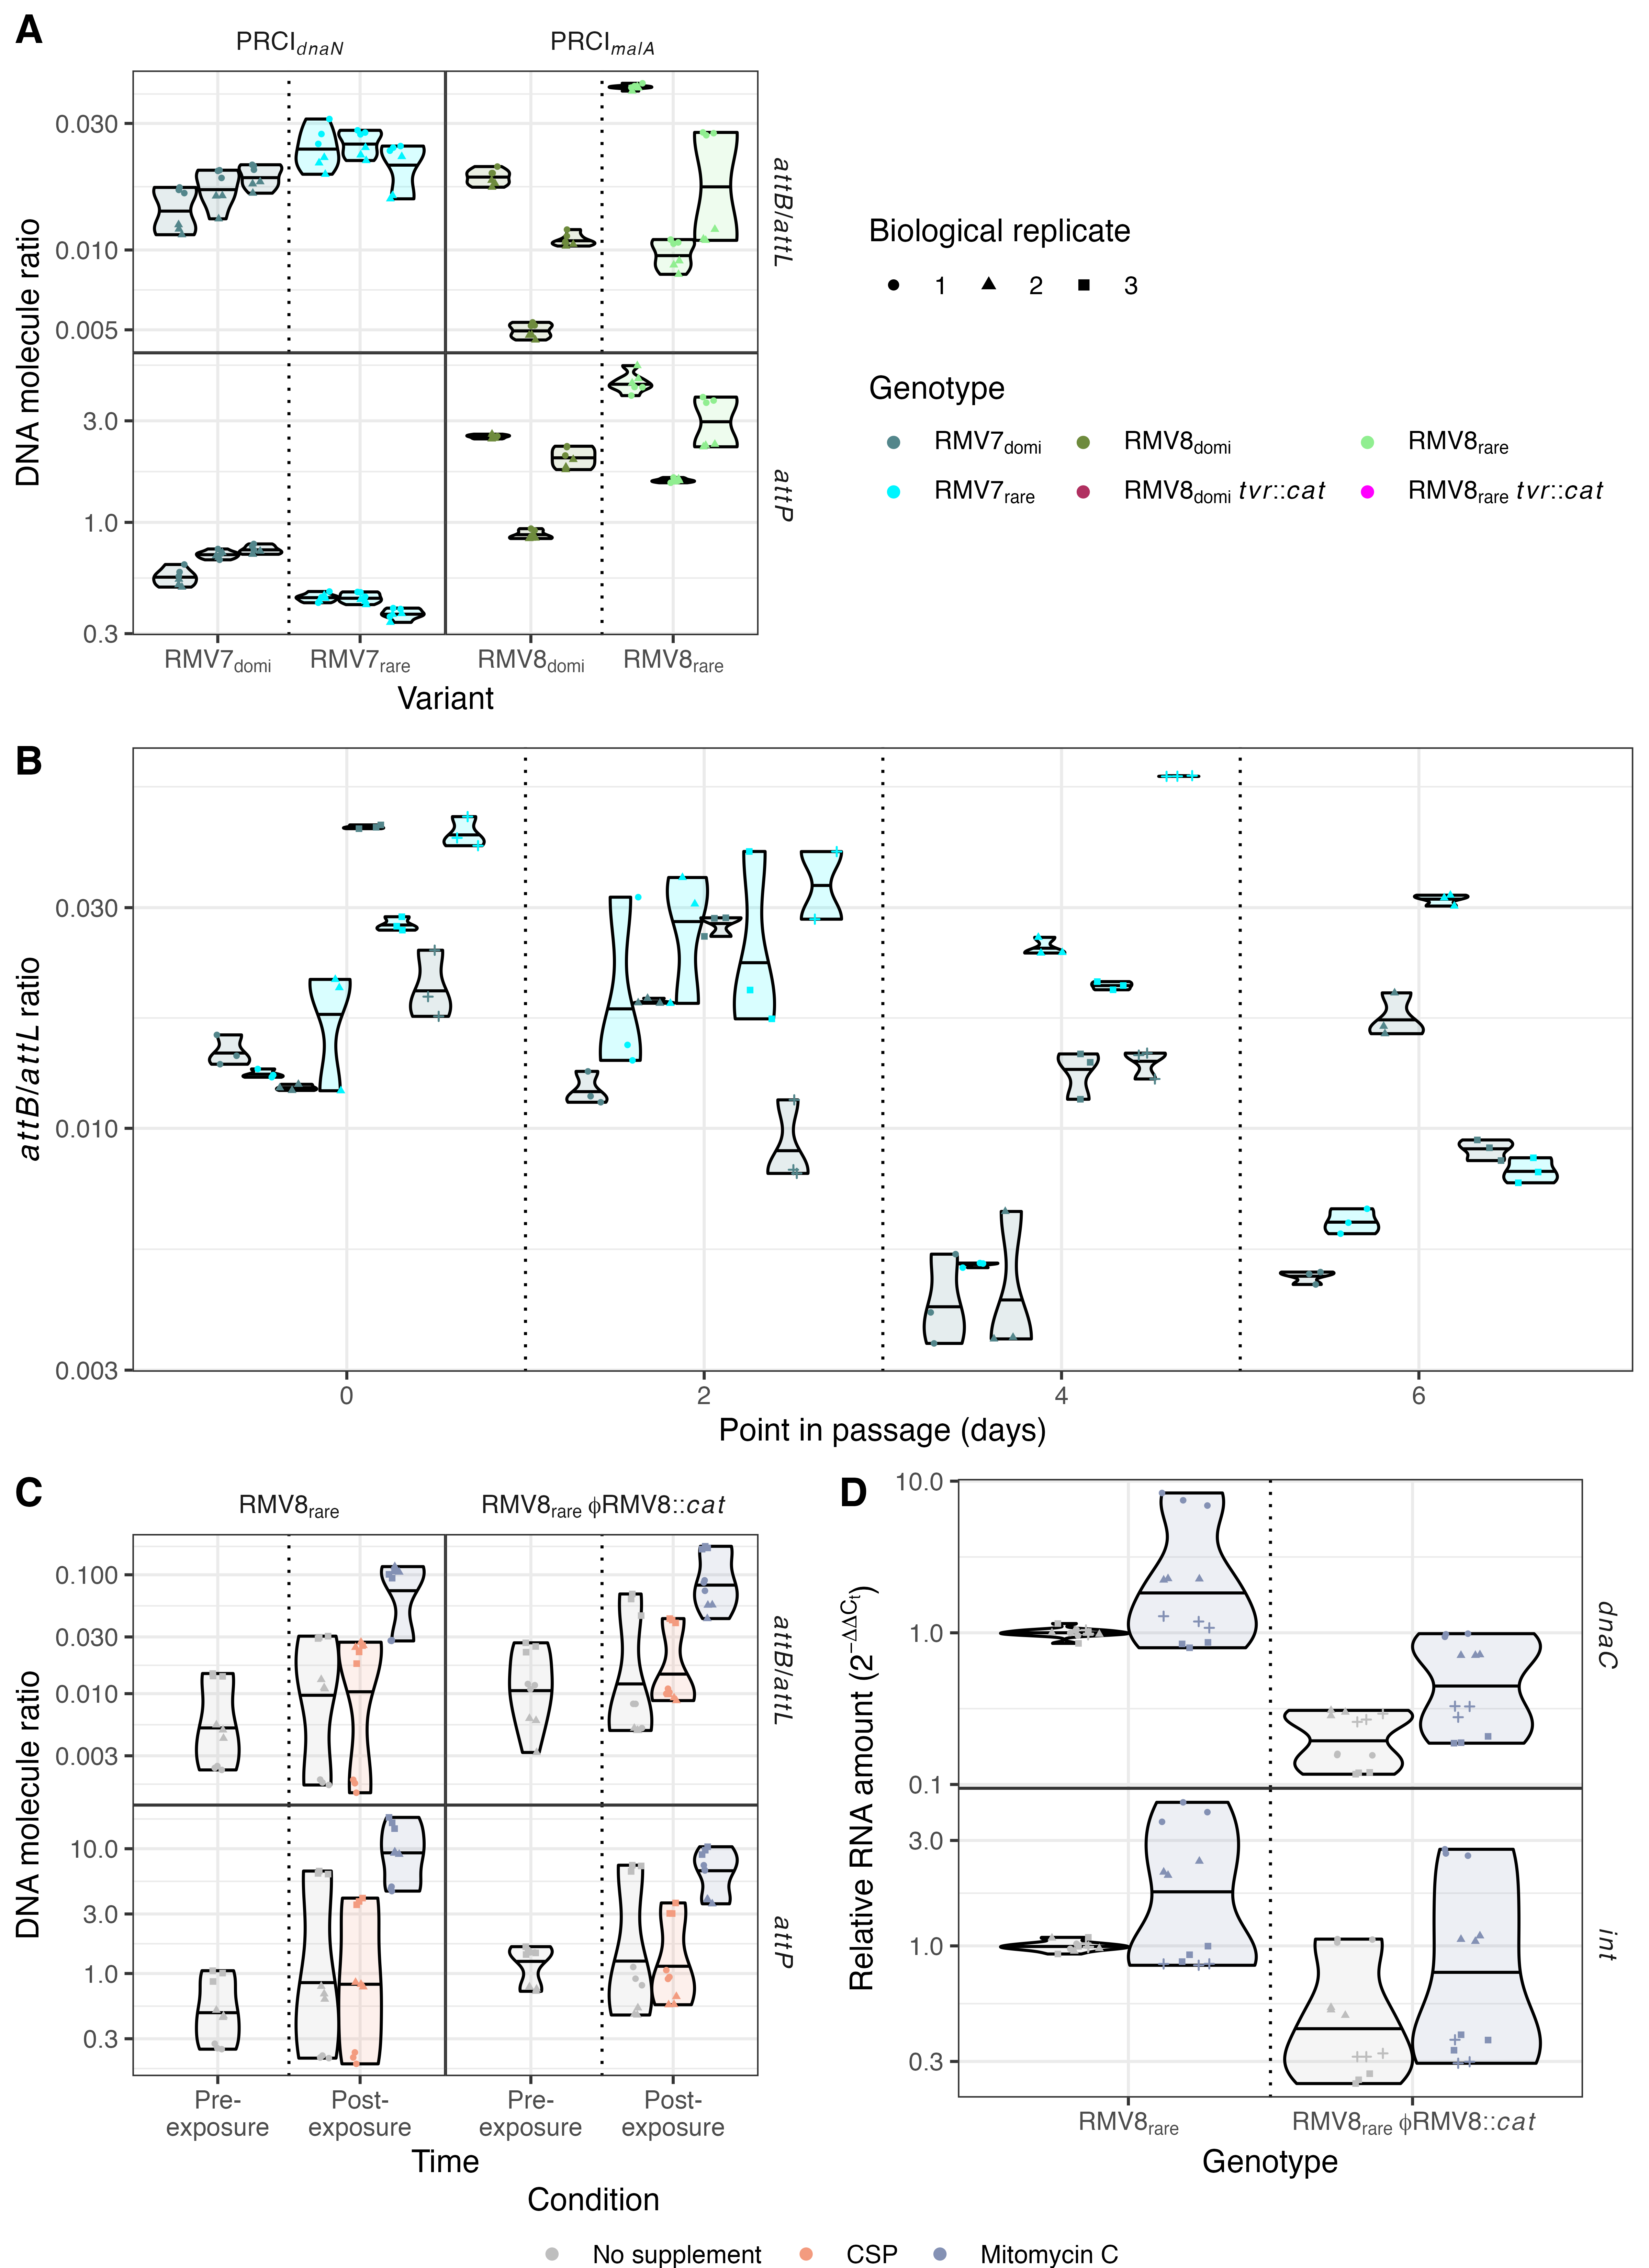 A
PRCIdnaN PRCImalA
DNA molecule ratio
0.030
0.010
0.005
attB/attL
3.0
1.0
0.3
attP
RMV7domi RMV7rare RMV8domi RMV8rare
Variant
Biological replicate
1 2 3
Genotype
RMV7domi RMV8domi RMV8rare
RMV7rare RMV8domi tvr::cat RMV8rare tvr::cat
B
attB/attL ratio
0.030
0.010
0.003
0 2 4 6
Point in passage (days)
C
RMV8rare RMV8rare ϕRMV8::cat
DNA molecule ratio
0.100
0.030
0.010
0.003
attB/attL
10.0
3.0
1.0
0.3
attP
Pre-exposure Post-exposure Pre-exposure Post-exposure
Time
D
Relative RNA amount (2−ΔΔCt)
10.0
1.0
0.1
dnaC
3.0
1.0
0.3
int
RMV8rare RMV8rare ϕRMV8::cat
Genotype
Condition
No supplement CSP Mitomycin C